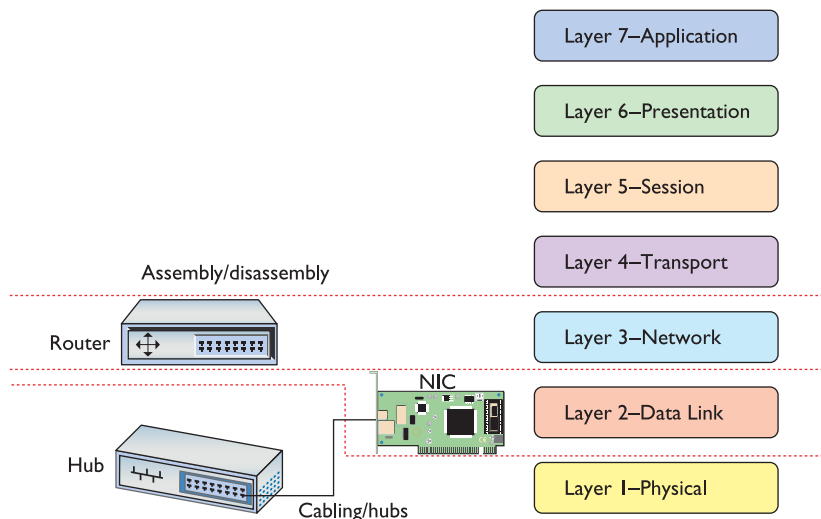 Layer 7–Application
Layer 6–Presentation
Layer 5–Session
Assembly/disassembly
Layer 4–Transport
Router
Layer 3–Network
NIC
Layer 2–Data Link
Hub
Cabling/hubs
Layer 1–Physical